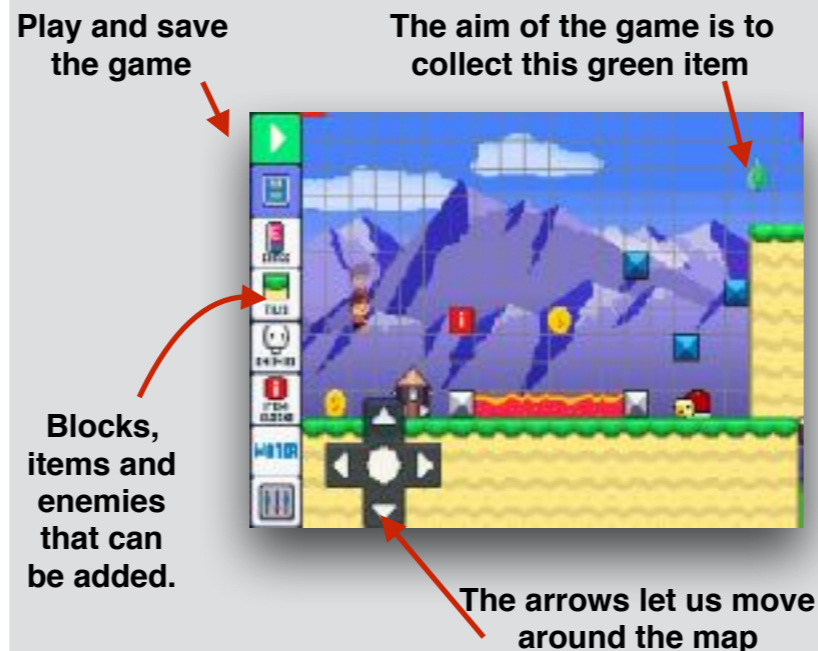 Play and save
the game
The aim of the game is to
collect this green item
Blocks,
items and
enemies
that can
be added.
The arrows let us move
around the map